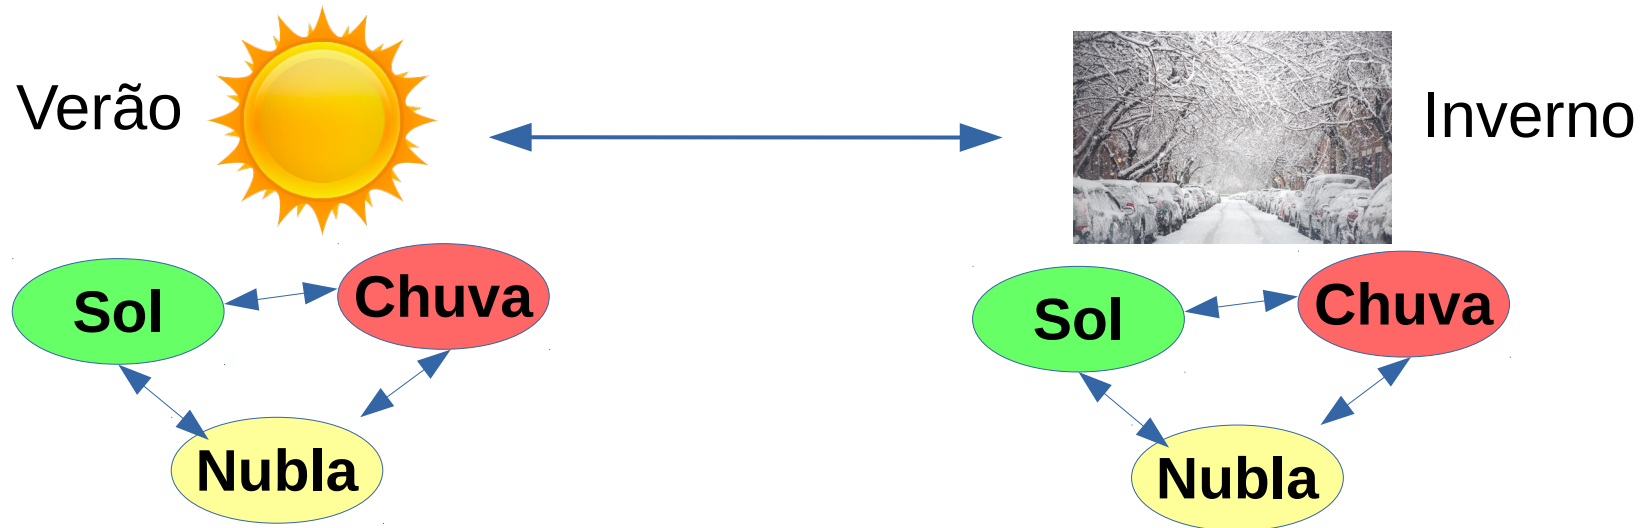 Verão
Inverno
Sol
Chuva
Nubla
Sol
Chuva
Nubla